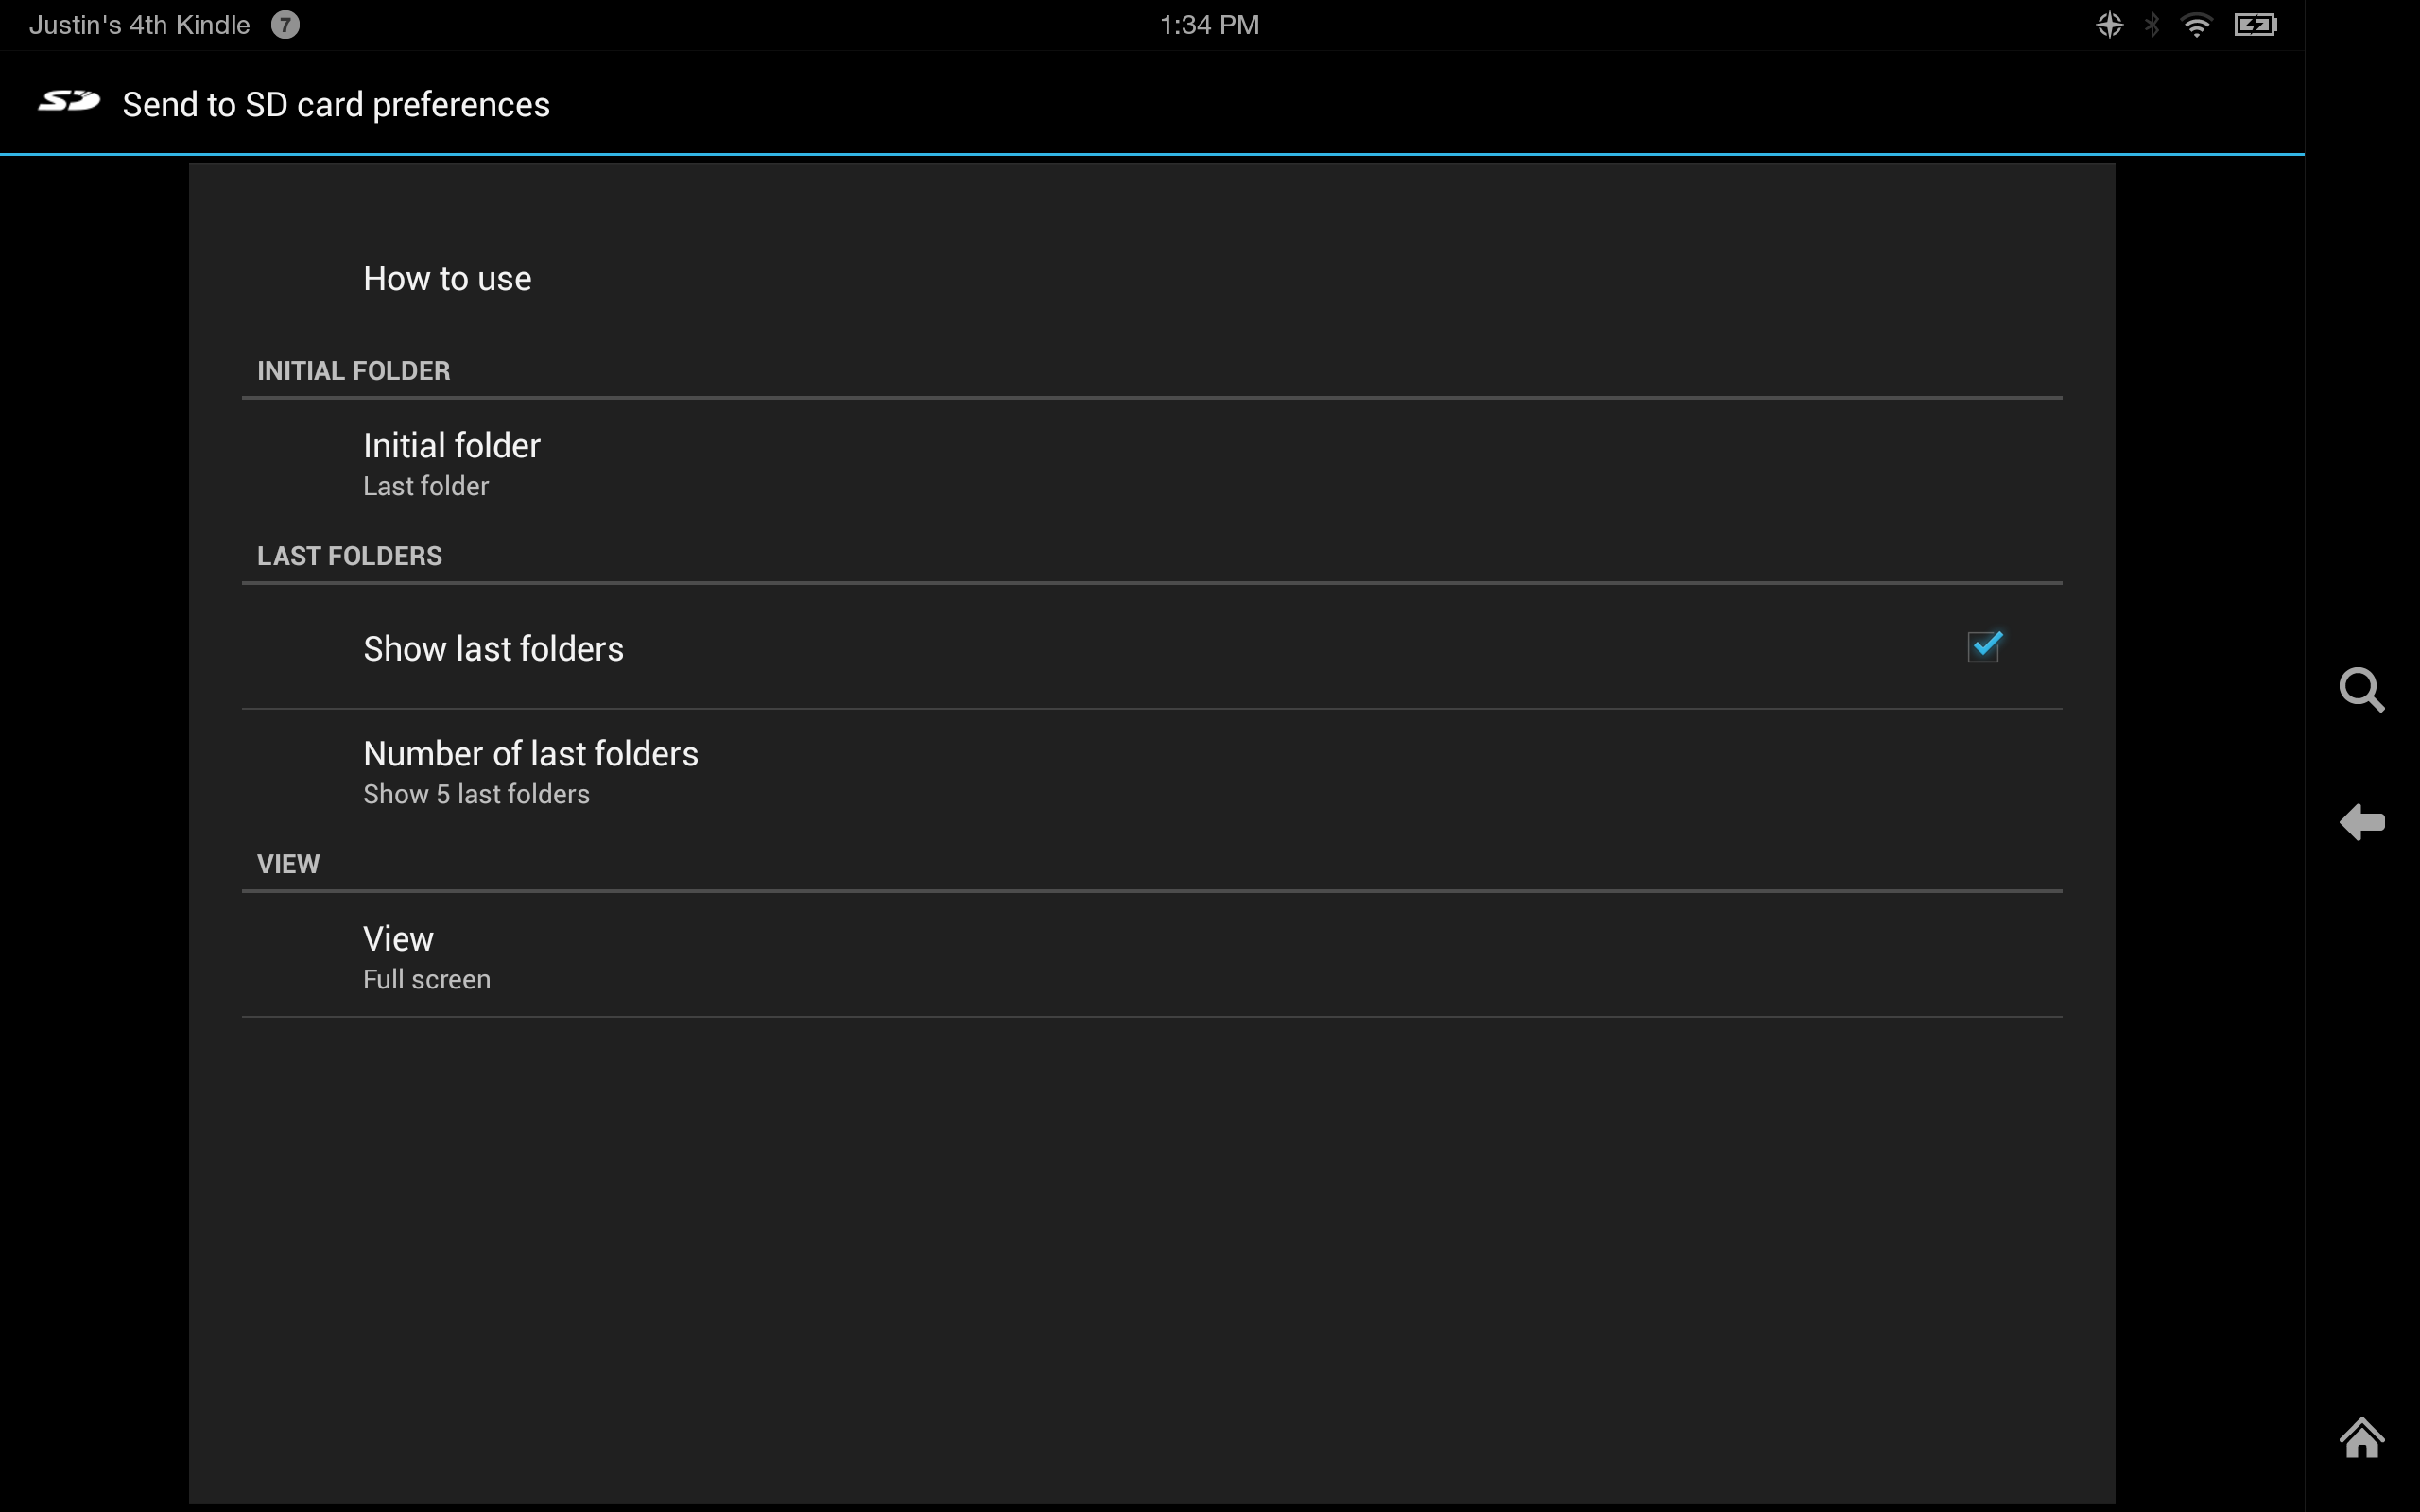 Justin's 4th Kindle 7 1:34 PM
SD Send to SD card preferences
How to use
INITIAL FOLDER
Initial folder
Last folder
LAST FOLDERS
Show last folders
Number of last folders
Show 5 last folders
VIEW
View
Full screen